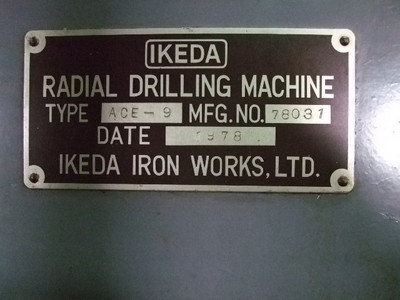 IKEDA
RADIAL DRILLING MACHINE
TYPE ACE-9 MFG.NO. 78031
DATE 1978
IKEDA IRON WORKS, LTD.